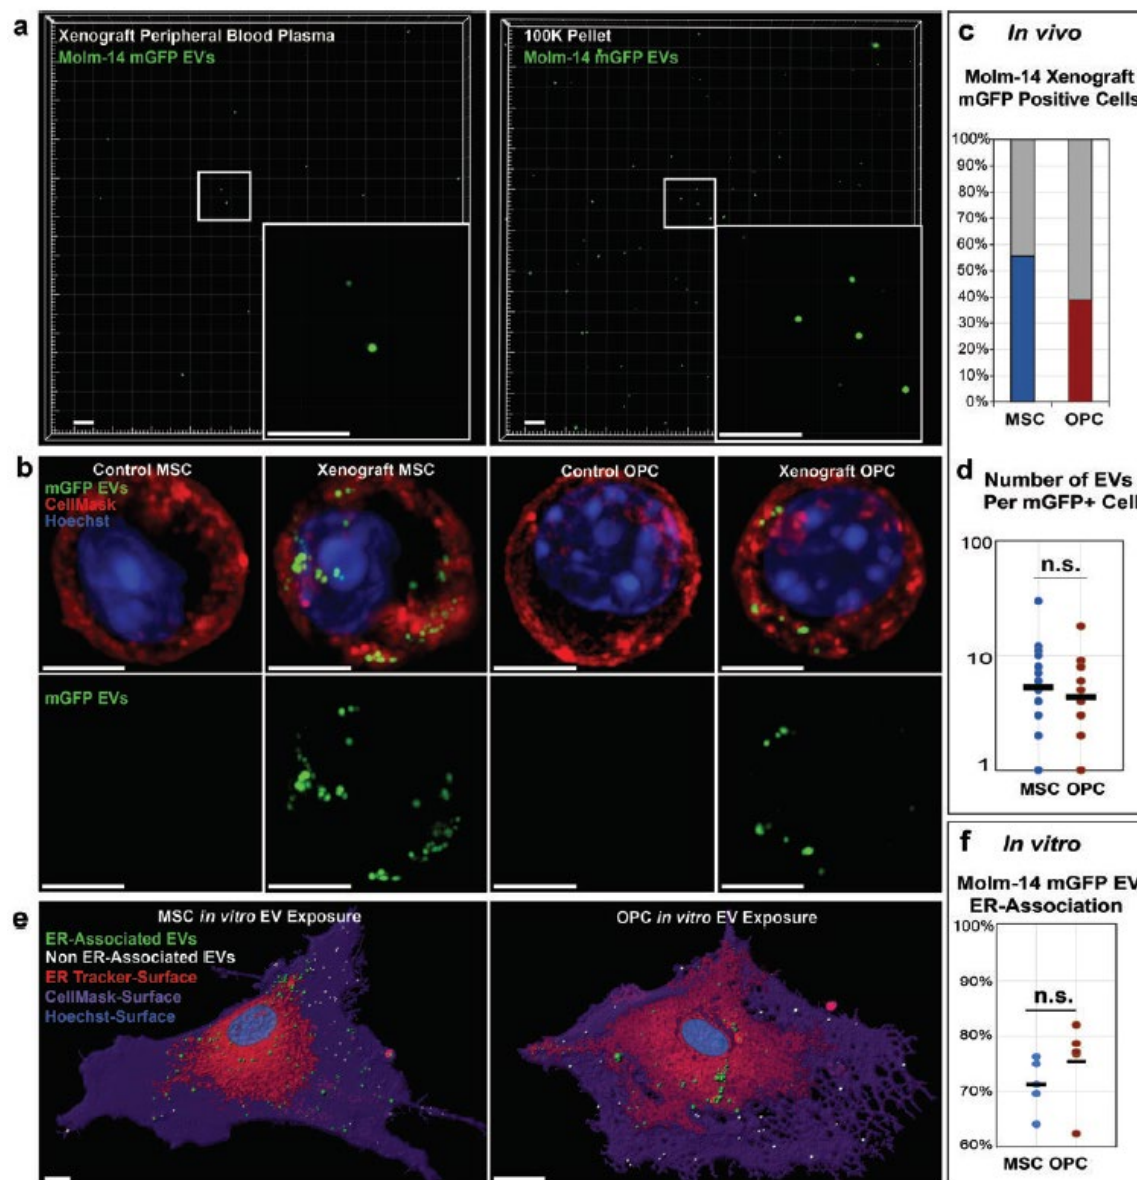 a
Xenograft Peripheral Blood Plasma
Molm-14 mGFP EVs
100K Pellet
Molm-14 mGFP EVs
b
Control MSC
Xenograft MSC
Control OPC
Xenograft OPC
mGFP EVs
CellMask
Hoechst
mGFP EVs
c
In vivo
Molm-14 Xenograft
mGFP Positive Cells
100%
90%
80%
70%
60%
50%
40%
30%
20%
10%
0%
MSC
OPC
d
Number of EVs
Per mGFP+ Cell
100
n.s.
10
1
MSC OPC
e
MSC in vitro EV Exposure
OPC in vitro EV Exposure
ER-Associated EVs
Non ER-Associated EVs
ER Tracker-Surface
CellMask-Surface
Hoechst-Surface
f
In vitro
Molm-14 mGFP EV
ER-Association
100%
90%
n.s.
80%
70%
60%
MSC OPC